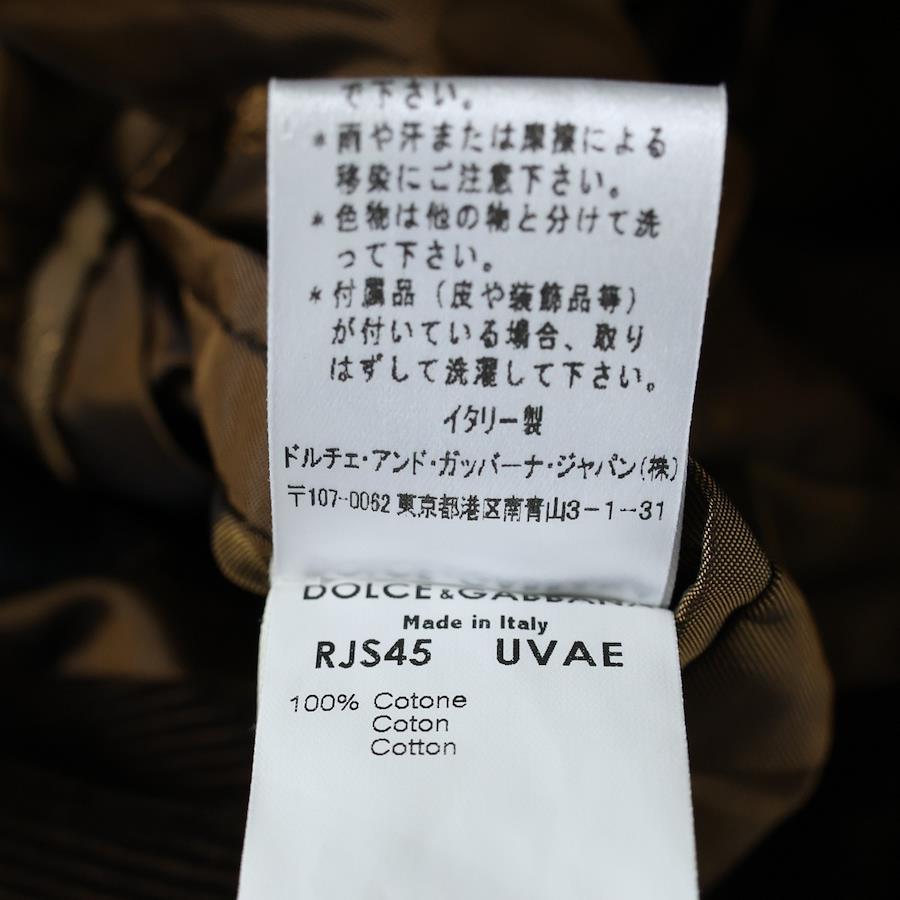 で下さい。
*雨や汗または摩擦による
移染にご注意下さい。
*色物は他の物と分けて洗
って下さい。
*付属品（皮や装飾品等）
が付いている場合、取り
はずして洗濯して下さい。
イタリー製
ドルチェ・アンド・ガッバーナ・ジャパン(株)
〒107-0062 東京都港区南青山3-1-31
DOLCE&GABBANA
Made in Italy
RJS45 UVAE
100% Cotone
Coton
Cotton